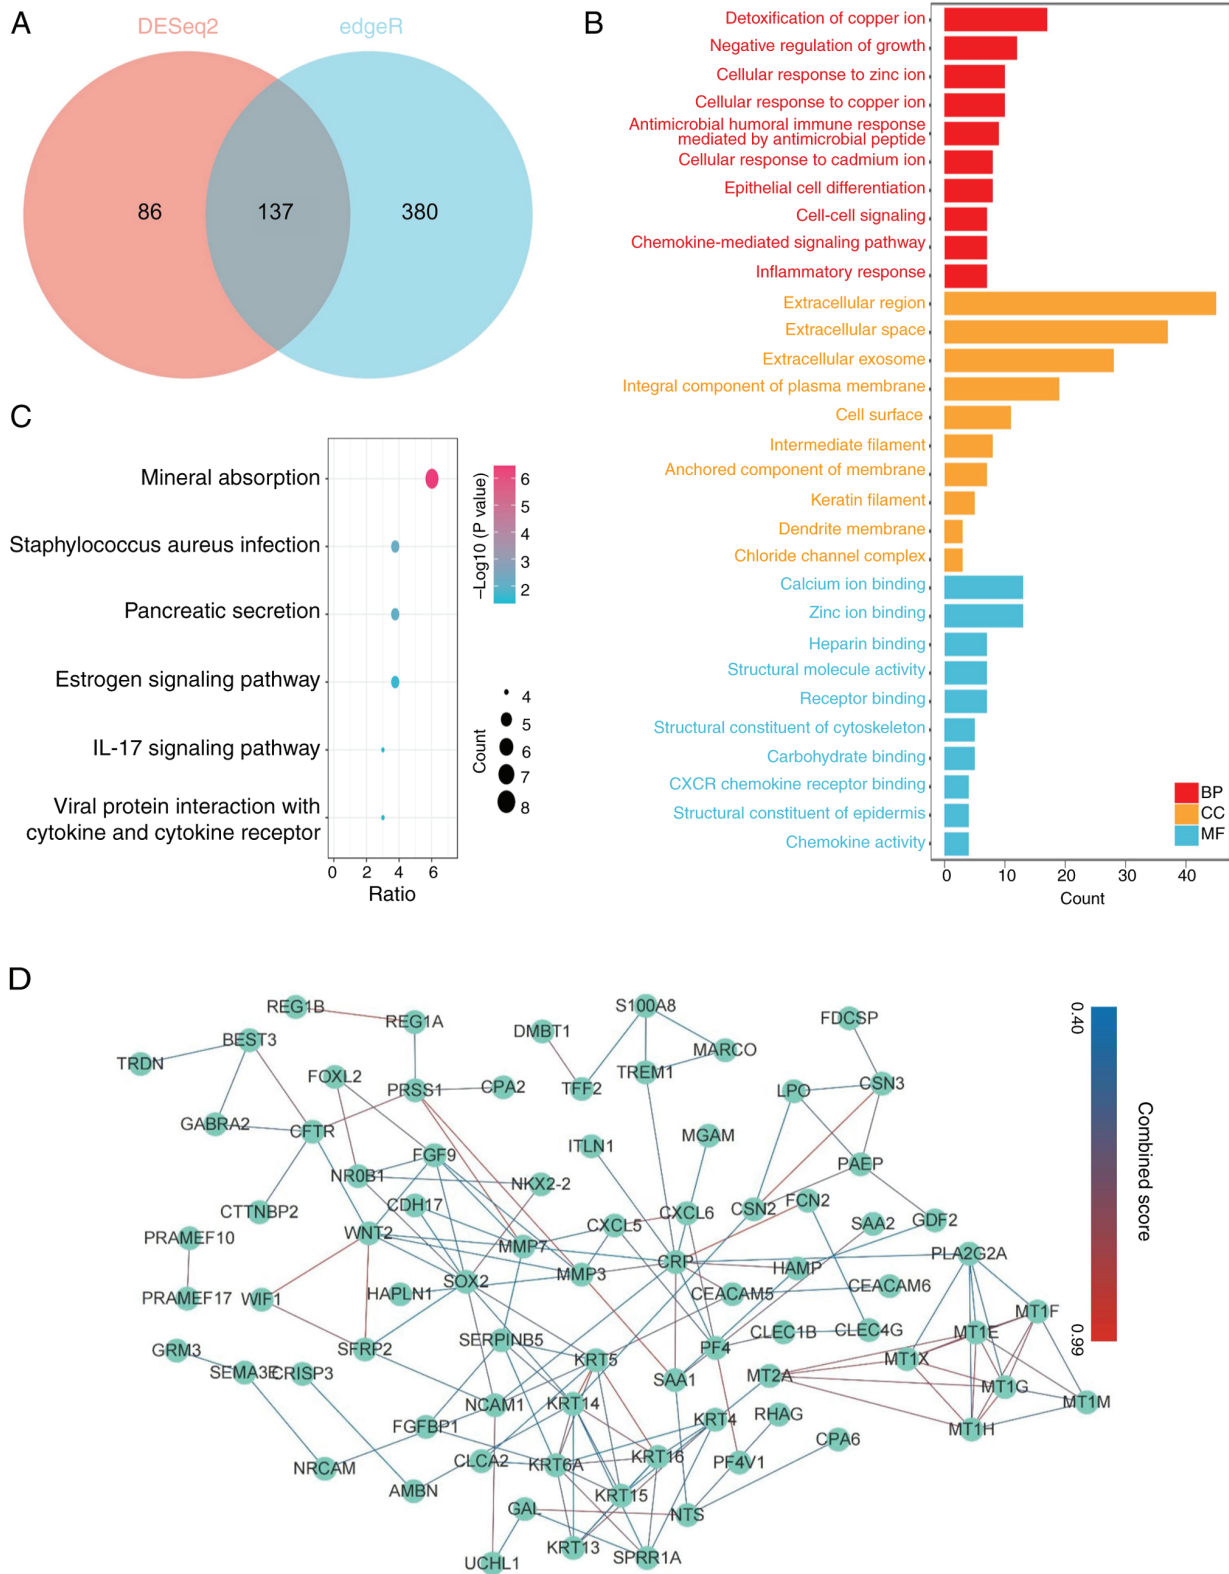 A
DESeq2
edgeR
86
137
380
B
Detoxification of copper ion
Negative regulation of growth
Cellular response to zinc ion
Cellular response to copper ion
Antimicrobial humoral immune response
mediated by antimicrobial peptide
Cellular response to cadmium ion
Epithelial cell differentiation
Cell-cell signaling
Chemokine-mediated signaling pathway
Inflammatory response
Extracellular region
Extracellular space
Extracellular exosome
Integral component of plasma membrane
Cell surface
Intermediate filament
Anchored component of membrane
Keratin filament
Dendrite membrane
Chloride channel complex
Calcium ion binding
Zinc ion binding
Heparin binding
Structural molecule activity
Receptor binding
Structural constituent of cytoskeleton
Carbohydrate binding
CXCR chemokine receptor binding
Structural constituent of epidermis
Chemokine activity
BP
CC
MF
0 10 20 30 40
Count
C
Mineral absorption
Staphylococcus aureus infection
Pancreatic secretion
Estrogen signaling pathway
IL-17 signaling pathway
Viral protein interaction with
cytokine and cytokine receptor
0 2 4 6
Ratio
−Log10 (P value)
6
5
4
3
2
Count
4
5
6
7
8
D
REG1B
REG1A
BEST3
TRDN
FOXL2
PRSS1
CPA2
DMBT1
S100A8
MARCO
TREM1
TFF2
FDCSP
CSN3
LPO
GABRA2
CFTR
ITLN1
MGAM
PAEP
FGF9
NR0B1
NKX2-2
CDH17
CTTNBP2
WNT2
CXCL5
CXCL6
CSN2
FCN2
SAA2
GDF2
PRAMEF10
MMP7
CRP
HAMP
PLA2G2A
MMP3
SOX2
HAPLN1
CEACAM5
CEACAM6
PRAMEF17
WIF1
MT1F
SERPINB5
CLEC1B
CLEC4G
MT1E
GRM3
SFRP2
PF4
MT1X
SEMA3E
CRISP3
KRT5
SAA1
MT2A
MT1G
MT1M
NCAM1
KRT14
KRT4
RHAG
MT1H
FGFBP1
CPA6
NRCAM
CLCA2
KRT6A
KRT16
PF4V1
AMBN
KRT15
GAL
NTS
UCHL1
KRT13
SPRR1A
0.40
Combined score
0.99